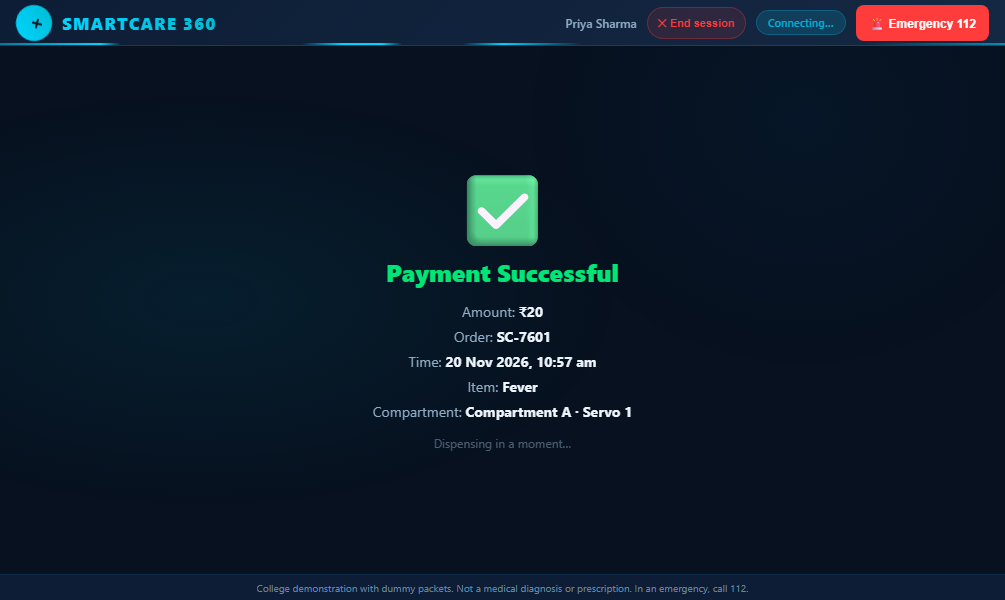 SMARTCARE 360
Priya Sharma
End session
Connecting...
Emergency 112
Payment Successful
Amount: ₹20
Order: SC-7601
Time: 20 Nov 2026, 10:57 am
Item: Fever
Compartment: Compartment A · Servo 1
Dispensing in a moment...
College demonstration with dummy packets. Not a medical diagnosis or prescription. In an emergency, call 112.